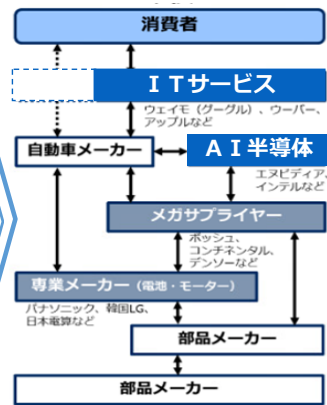 消費者
ＩＴサービス
ウェイモ（グーグル）、ウーバー、
アップルなど
自動車メーカー
ＡＩ半導体
エヌビディア、
インテルなど
メガサプライヤー
ボッシュ、
コンチネンタル、
デンソーなど
専業メーカー（電池・モーター）
パナソニック、韓国LG、
日本電算など
部品メーカー
部品メーカー